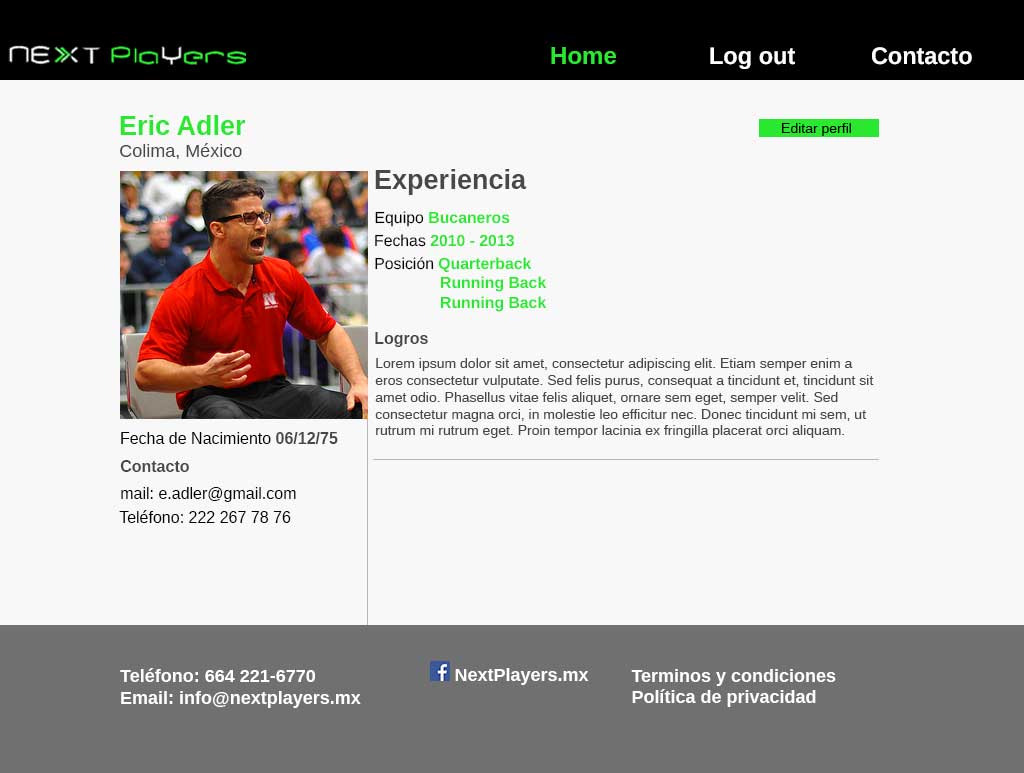 NEXT PlaYers
Home
Log out
Contacto
Eric Adler
Editar perfil
Colima, México
Experiencia
Equipo Bucaneros
Fechas 2010 - 2013
Posición Quarterback
Running Back
Running Back
Logros
Lorem ipsum dolor sit amet, consectetur adipiscing elit. Etiam semper enim a
eros consectetur vulputate. Sed felis purus, consequat a tincidunt et, tincidunt sit
amet odio. Phasellus vitae felis aliquet, ornare sem eget, semper velit. Sed
consectetur magna orci, in molestie leo efficitur nec. Donec tincidunt mi sem, ut
rutrum mi rutrum eget. Proin tempor lacinia ex fringilla placerat orci aliquam.
N
Fecha de Nacimiento 06/12/75
Contacto
mail: e.adler@gmail.com
Teléfono: 222 267 78 76
Teléfono: 664 221-6770
Email: info@nextplayers.mx
f NextPlayers.mx
Terminos y condiciones
Política de privacidad